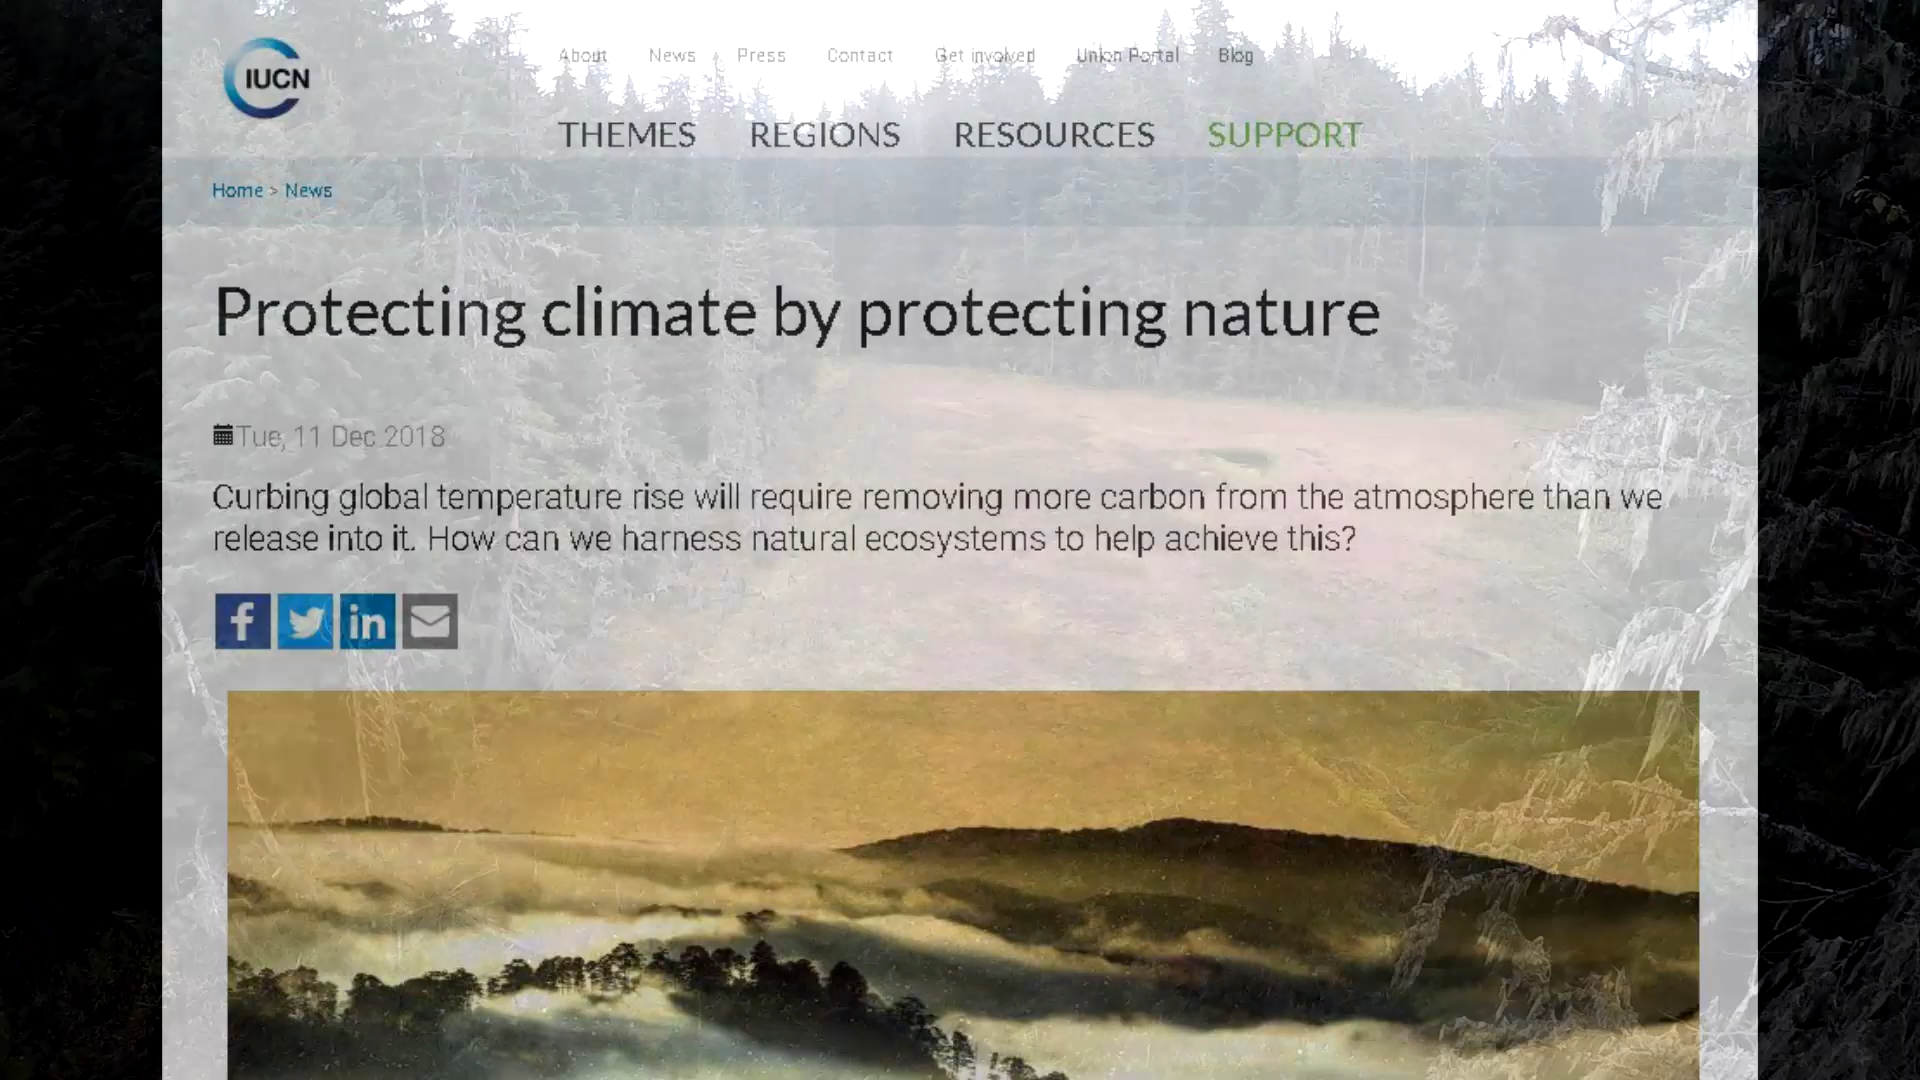 IUCN
About News Press Contact Get involved Union Portal Blog
THEMES REGIONS RESOURCES SUPPORT
Home > News
Protecting climate by protecting nature
Tue, 11 Dec 2018
Curbing global temperature rise will require removing more carbon from the atmosphere than we
release into it. How can we harness natural ecosystems to help achieve this?
f in